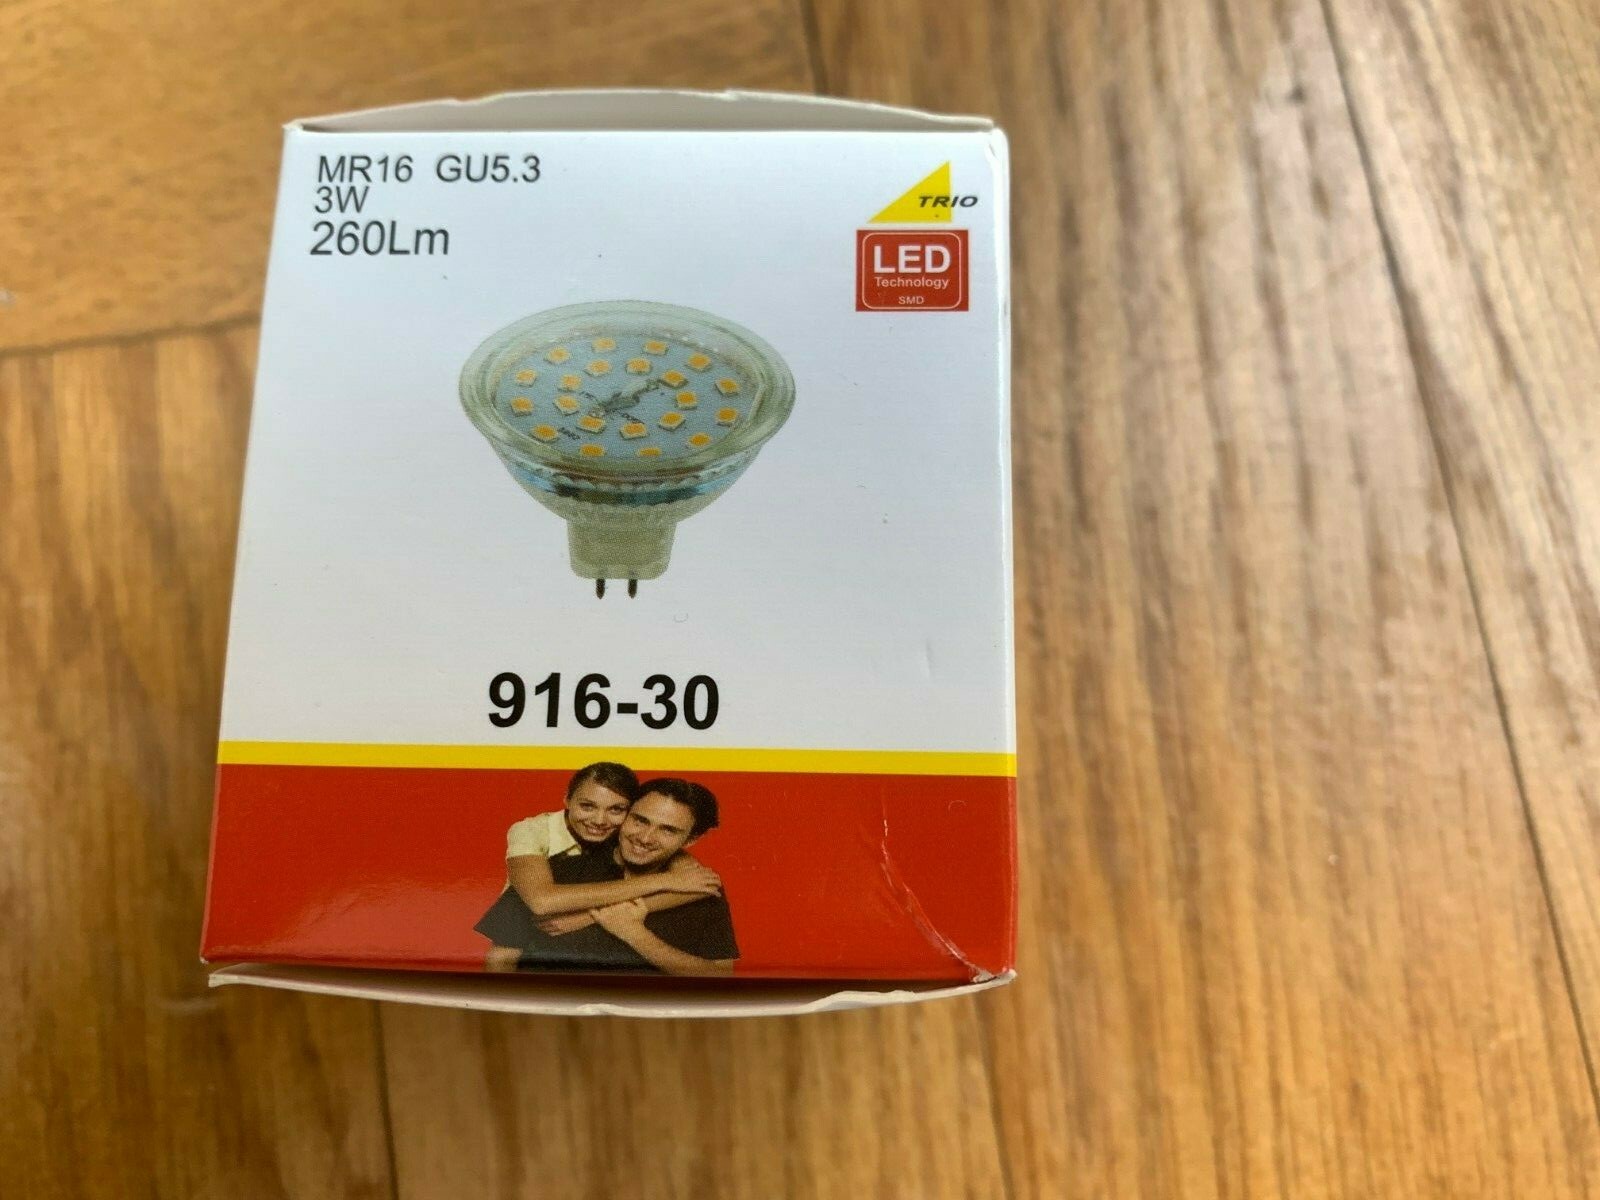 MR16 GU5.3
3W
260Lm
TRIO
LED
Technology
SMD
916-30